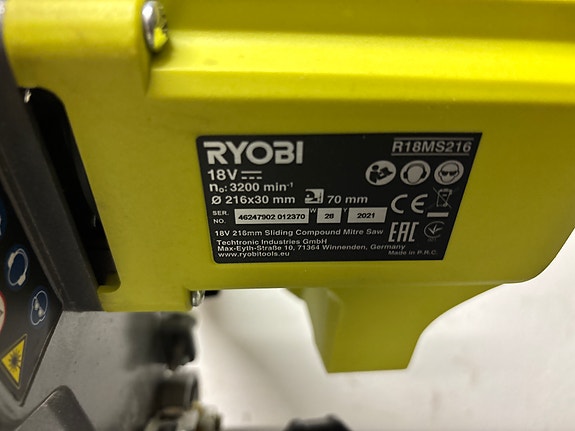 RYOBI
R18MS216
18V
n₀: 3200 min⁻¹
Ø 216x30 mm 70 mm
SER. NO. 46247902 012370 W 28 Y 2021
CE
18V 216mm Sliding Compound Mitre Saw
EAC
Techtronic Industries GmbH
Max-Eyth-Straße 10, 71364 Winnenden, Germany
www.ryobitools.eu
Made in P.R.C.